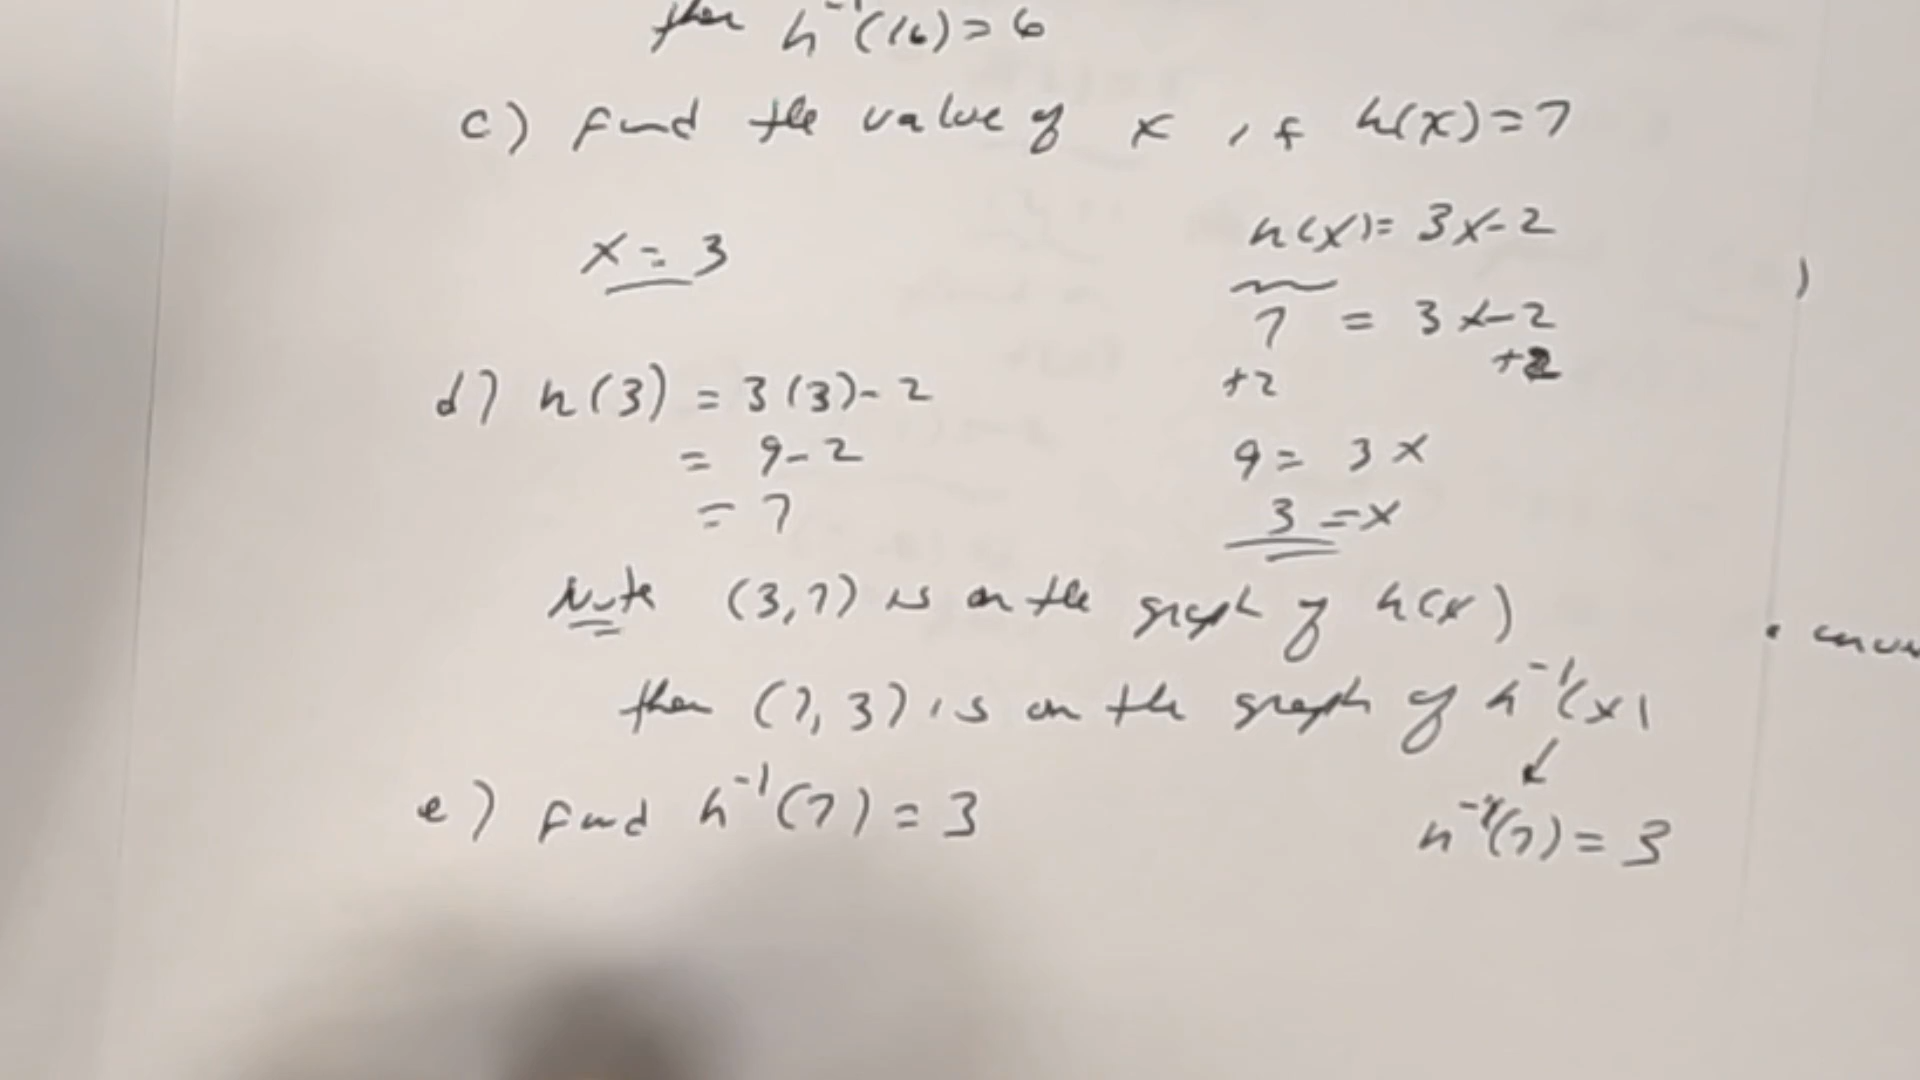 then h⁻¹(16) = 6
c) Find the value of x if h(x) = 7
x = 3
h(x) = 3x - 2
7 = 3x - 2
+2 +2
9 = 3x
3 = x
d) h(3) = 3(3) - 2
= 9 - 2
= 7
Note (3,7) is on the graph of h(x)
then (7,3) is on the graph of h⁻¹(x)
↓
h⁻¹(7) = 3
e) Find h⁻¹(7) = 3
)